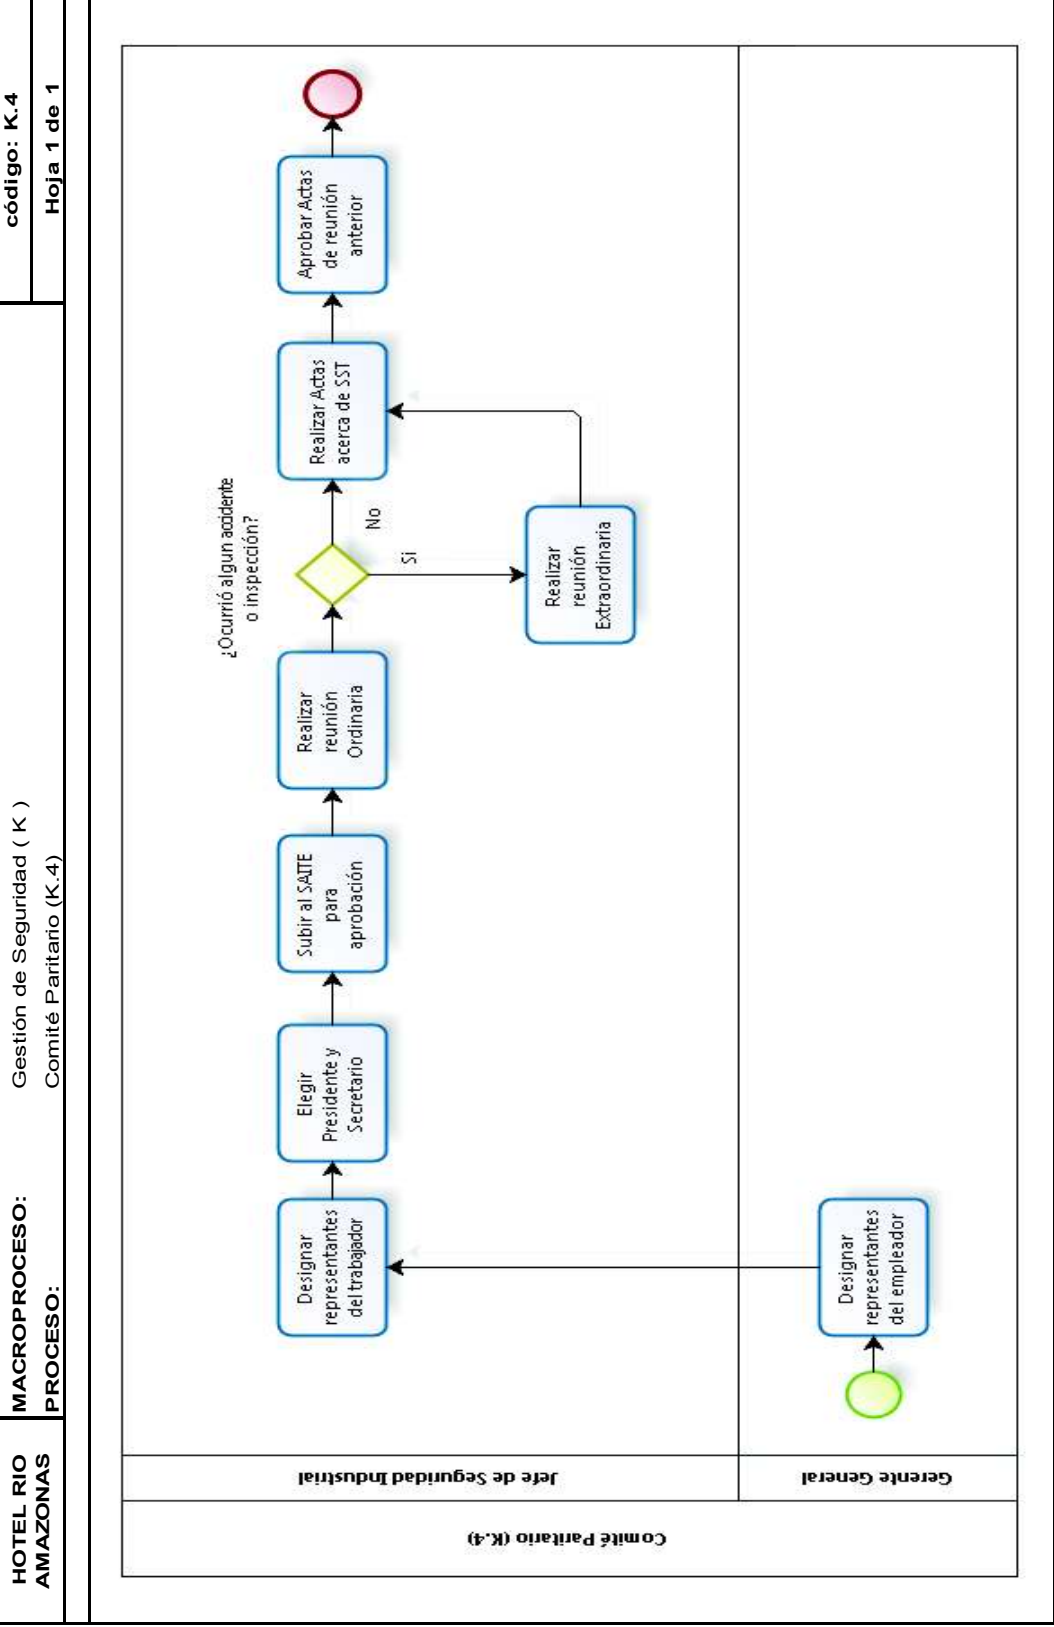 HOTEL RIO
AMAZONAS
MACROPROCESO:
Gestión de Seguridad ( K )
código: K.4
PROCESO:
Comité Paritario (K.4)
Hoja 1 de 1
Comité Paritario (K.4)
Jefe de Seguridad Industrial
Designar
representantes
del trabajador
Elegir
Presidente y
Secretario
Subir al SAITE
para
aprobación
Realizar
reunión
Ordinaria
¿Ocurrió algun accidente
o inspección?
No
Si
Realizar
reunión
Extraordinaria
Realizar Actas
acerca de SST
Aprobar Actas
de reunión
anterior
Gerente General
Designar
representantes
del empleador